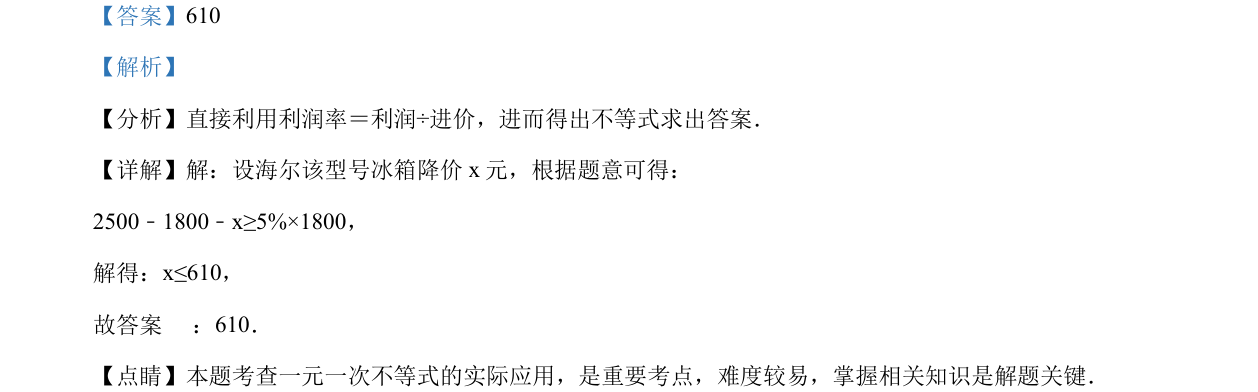 【答案】610
【解析】
【分析】直接利用利润率＝利润÷进价，进而得出不等式求出答案．
【详解】解：设海尔该型号冰箱降价 x 元，根据题意可得：
2500﹣1800﹣x≥5%×1800，
解得：x≤610，
故答案 ：610．
【点睛】本题考查一元一次不等式的实际应用，是重要考点，难度较易，掌握相关知识是解题关键．